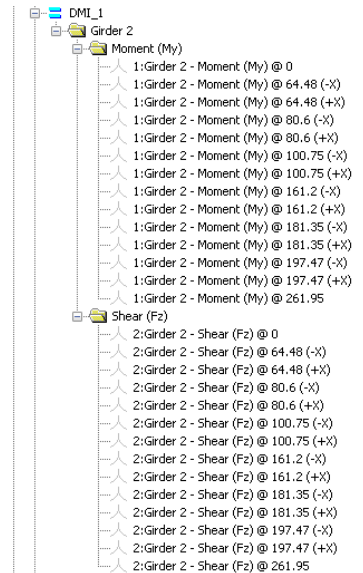 DMI_1
Girder 2
Moment (My)
1:Girder 2 - Moment (My) @ 0
1:Girder 2 - Moment (My) @ 64.48 (-X)
1:Girder 2 - Moment (My) @ 64.48 (+X)
1:Girder 2 - Moment (My) @ 80.6 (-X)
1:Girder 2 - Moment (My) @ 80.6 (+X)
1:Girder 2 - Moment (My) @ 100.75 (-X)
1:Girder 2 - Moment (My) @ 100.75 (+X)
1:Girder 2 - Moment (My) @ 161.2 (-X)
1:Girder 2 - Moment (My) @ 161.2 (+X)
1:Girder 2 - Moment (My) @ 181.35 (-X)
1:Girder 2 - Moment (My) @ 181.35 (+X)
1:Girder 2 - Moment (My) @ 197.47 (-X)
1:Girder 2 - Moment (My) @ 197.47 (+X)
1:Girder 2 - Moment (My) @ 261.95
Shear (Fz)
2:Girder 2 - Shear (Fz) @ 0
2:Girder 2 - Shear (Fz) @ 64.48 (-X)
2:Girder 2 - Shear (Fz) @ 64.48 (+X)
2:Girder 2 - Shear (Fz) @ 80.6 (-X)
2:Girder 2 - Shear (Fz) @ 80.6 (+X)
2:Girder 2 - Shear (Fz) @ 100.75 (-X)
2:Girder 2 - Shear (Fz) @ 100.75 (+X)
2:Girder 2 - Shear (Fz) @ 161.2 (-X)
2:Girder 2 - Shear (Fz) @ 161.2 (+X)
2:Girder 2 - Shear (Fz) @ 181.35 (-X)
2:Girder 2 - Shear (Fz) @ 181.35 (+X)
2:Girder 2 - Shear (Fz) @ 197.47 (-X)
2:Girder 2 - Shear (Fz) @ 197.47 (+X)
2:Girder 2 - Shear (Fz) @ 261.95